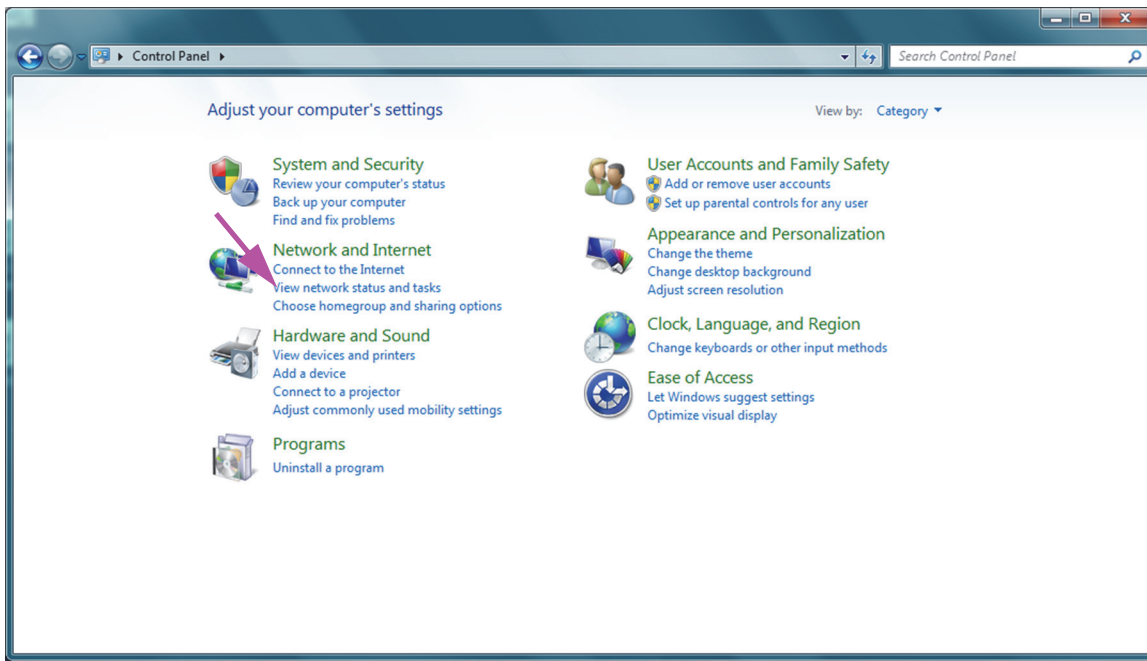 Control Panel
Search Control Panel
Adjust your computer's settings
View by: Category
System and Security
Review your computer's status
Back up your computer
Find and fix problems
Network and Internet
Connect to the Internet
View network status and tasks
Choose homegroup and sharing options
Hardware and Sound
View devices and printers
Add a device
Connect to a projector
Adjust commonly used mobility settings
Programs
Uninstall a program
User Accounts and Family Safety
Add or remove user accounts
Set up parental controls for any user
Appearance and Personalization
Change the theme
Change desktop background
Adjust screen resolution
Clock, Language, and Region
Change keyboards or other input methods
Ease of Access
Let Windows suggest settings
Optimize visual display